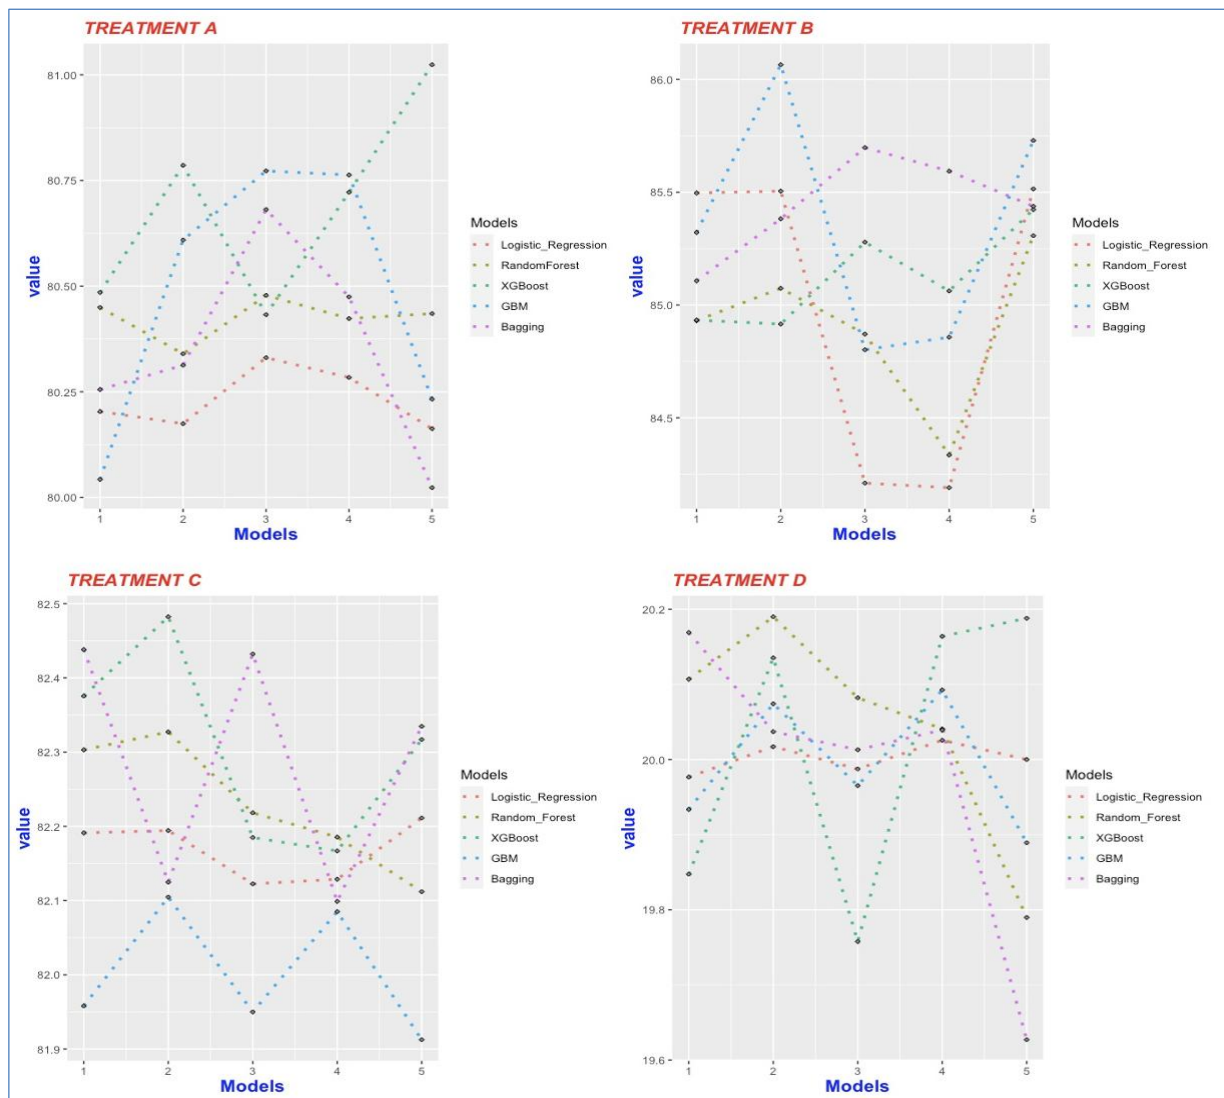 TREATMENT A
81.00
80.75
80.50
80.25
80.00
value
1 2 3 4 5
Models
Models
Logistic_Regression
RandomForest
XGBoost
GBM
Bagging
TREATMENT B
86.0
85.5
85.0
84.5
value
1 2 3 4 5
Models
Models
Logistic_Regression
Random_Forest
XGBoost
GBM
Bagging
TREATMENT C
82.5
82.4
82.3
82.2
82.1
82.0
81.9
value
1 2 3 4 5
Models
Models
Logistic_Regression
Random_Forest
XGBoost
GBM
Bagging
TREATMENT D
20.2
20.0
19.8
19.6
value
1 2 3 4 5
Models
Models
Logistic_Regression
Random_Forest
XGBoost
GBM
Bagging